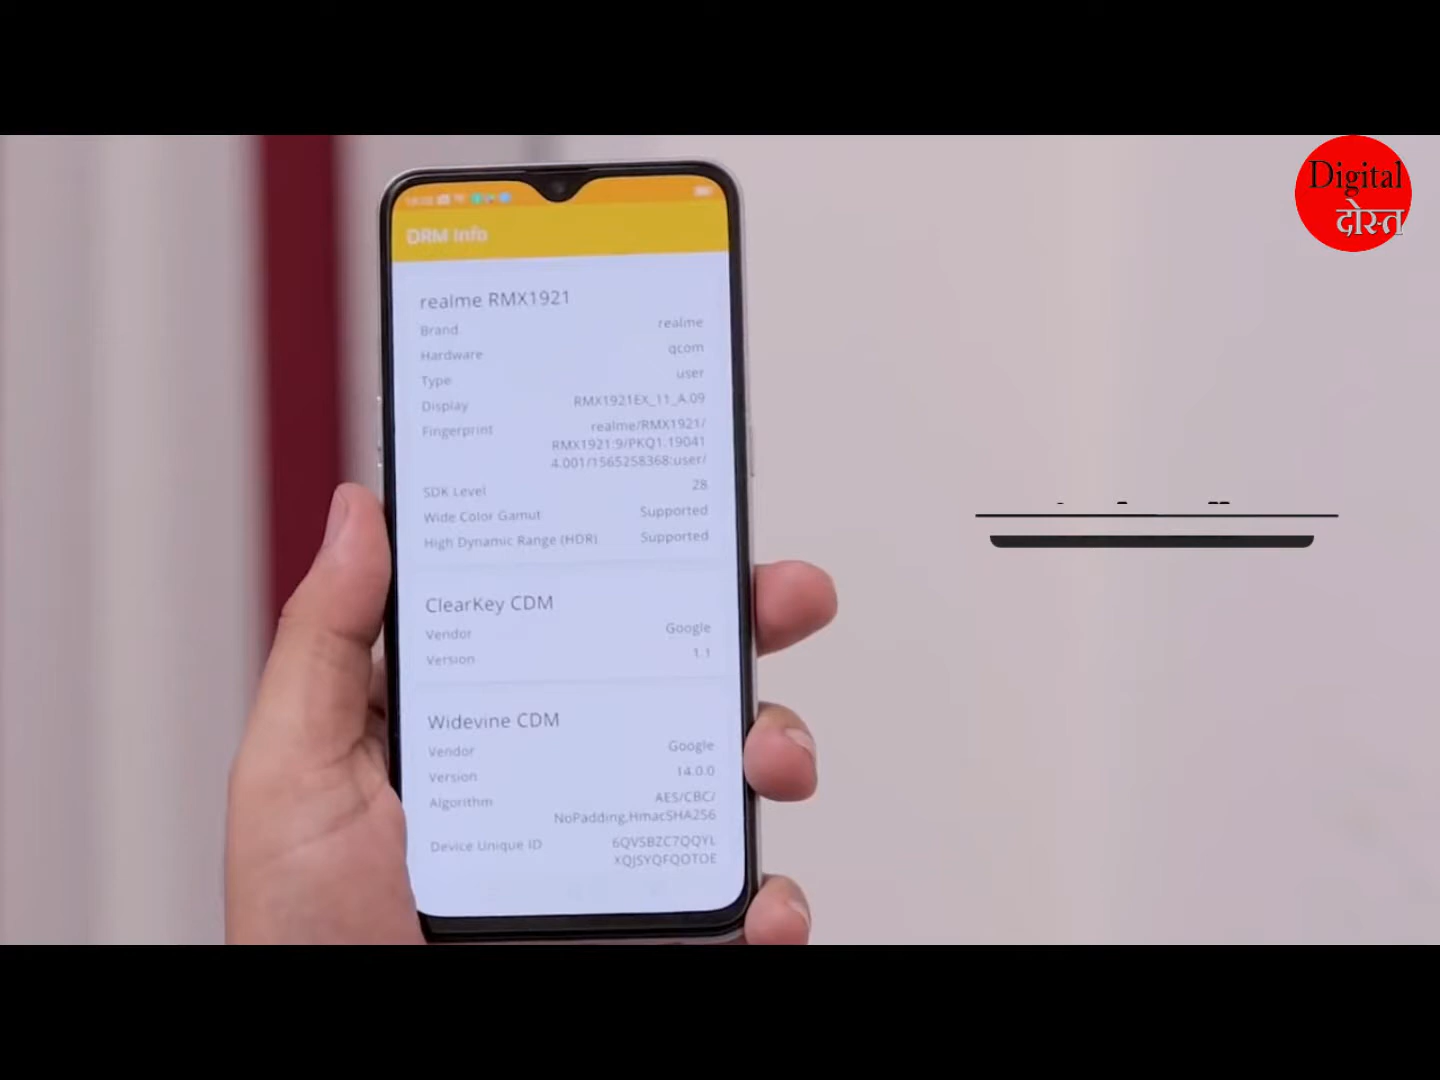 Digital
दोस्त
DRM Info
realme RMX1921
Brand realme
Hardware qcom
Type user
Display RMX1921EX_11_A.09
Fingerprint realme/RMX1921/
RMX1921:9/PKQ1.19041
4.001/1565258368:user/
SDK Level 28
Wide Color Gamut Supported
High Dynamic Range (HDR) Supported
ClearKey CDM
Vendor Google
Version 1.1
Widevine CDM
Vendor Google
Version 14.0.0
Algorithm AES/CBC/
NoPadding,HmacSHA256
Device Unique ID 6QVSBZC7QQYL
XQJSYQFQOTOE